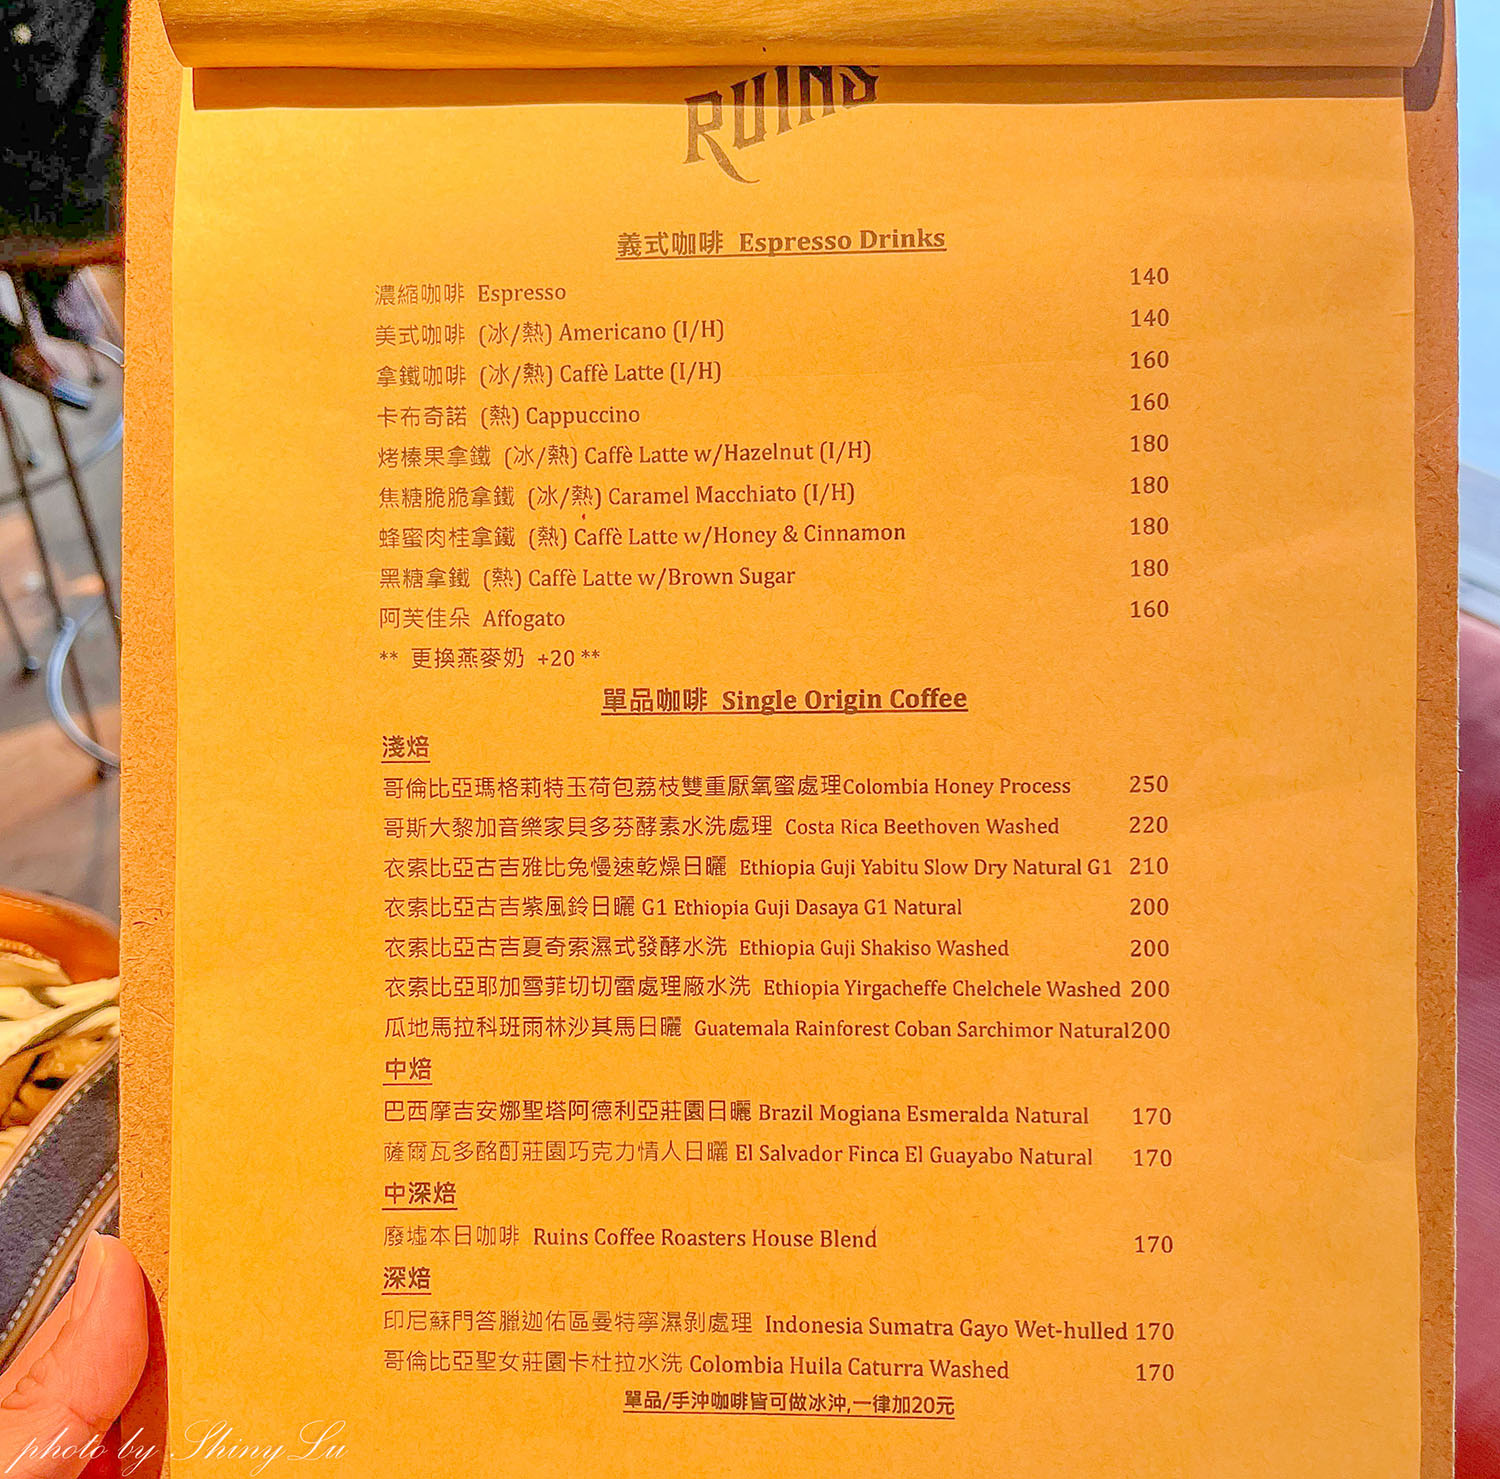 RUINS
義式咖啡 Espresso Drinks
濃縮咖啡 Espresso 140
美式咖啡 (冰/熱) Americano (I/H) 140
拿鐵咖啡 (冰/熱) Caffè Latte (I/H) 160
卡布奇諾 (熱) Cappuccino 160
烤榛果拿鐵 (冰/熱) Caffè Latte w/Hazelnut (I/H) 180
焦糖脆脆拿鐵 (冰/熱) Caramel Macchiato (I/H) 180
蜂蜜肉桂拿鐵 (熱) Caffè Latte w/Honey & Cinnamon 180
黑糖拿鐵 (熱) Caffè Latte w/Brown Sugar 180
阿芙佳朵 Affogato 160
** 更換燕麥奶 +20 **
單品咖啡 Single Origin Coffee
淺焙
哥倫比亞瑪格莉特玉荷包荔枝雙重厭氧蜜處理Colombia Honey Process 250
哥斯大黎加音樂家貝多芬酵素水洗處理 Costa Rica Beethoven Washed 220
衣索比亞古吉雅比兔慢速乾燥日曬 Ethiopia Guji Yabitu Slow Dry Natural G1 210
衣索比亞古吉紫風鈴日曬 G1 Ethiopia Guji Dasaya G1 Natural 200
衣索比亞古吉夏奇索濕式發酵水洗 Ethiopia Guji Shakiso Washed 200
衣索比亞耶加雪菲切切雷處理廠水洗 Ethiopia Yirgacheffe Chelchele Washed 200
瓜地馬拉科班雨林沙其馬日曬 Guatemala Rainforest Coban Sarchimor Natural200
中焙
巴西摩吉安娜聖塔阿德利亞莊園日曬 Brazil Mogiana Esmeralda Natural 170
薩爾瓦多酩酊莊園巧克力情人日曬 El Salvador Finca El Guayabo Natural 170
中深焙
廢墟本日咖啡 Ruins Coffee Roasters House Blend 170
深焙
印尼蘇門答臘迦佑區曼特寧濕剝處理 Indonesia Sumatra Gayo Wet-hulled 170
哥倫比亞聖女莊園卡杜拉水洗 Colombia Huila Caturra Washed 170
單品/手沖咖啡皆可做冰沖,一律加20元
photo by Shiny Lu